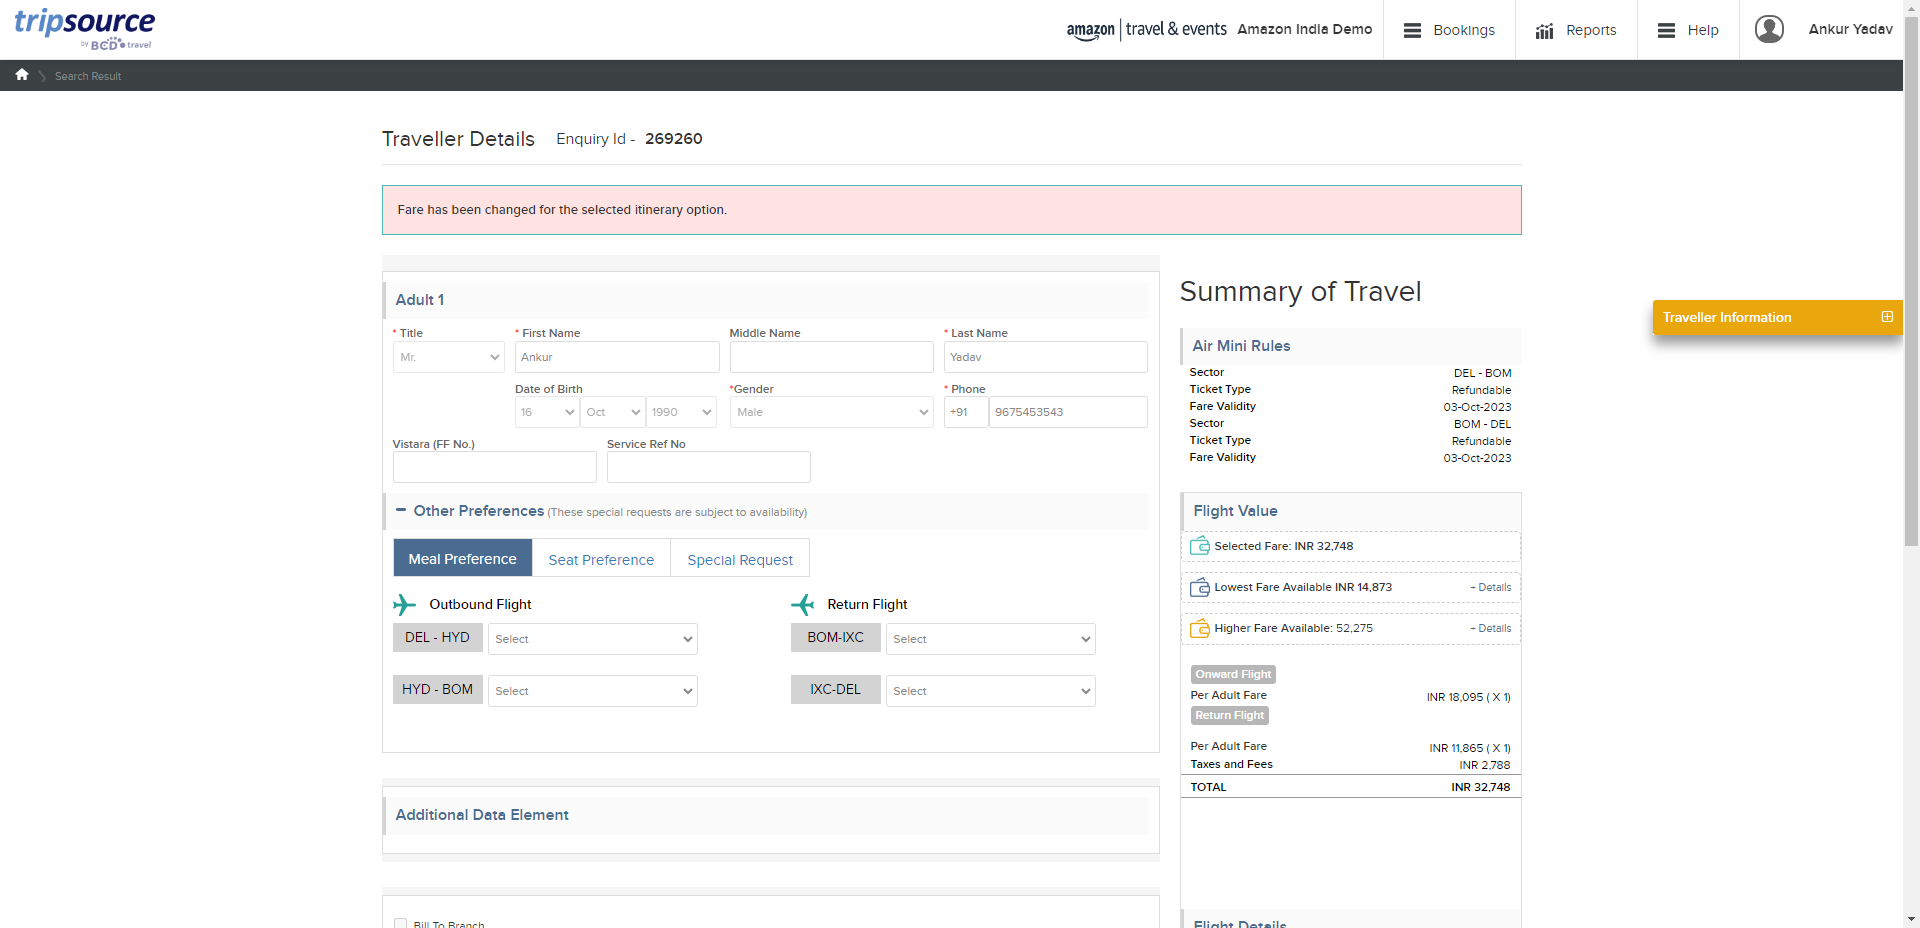 tripsource
by BCD travel
amazon travel & events Amazon India Demo Bookings Reports Help Ankur Yadav
Search Result
Traveller Details Enquiry Id - 269260
Fare has been changed for the selected itinerary option.
Adult 1
* Title * First Name Middle Name * Last Name
Mr. Ankur Yadav
Date of Birth *Gender * Phone
16 Oct 1990 Male +91 9675453543
Vistara (FF No.) Service Ref No
Other Preferences (These special requests are subject to availability)
Meal Preference Seat Preference Special Request
Outbound Flight Return Flight
DEL - HYD Select BOM-IXC Select
HYD - BOM Select IXC-DEL Select
Additional Data Element
Bill To Branch
Summary of Travel
Air Mini Rules
Sector DEL - BOM
Ticket Type Refundable
Fare Validity 03-Oct-2023
Sector BOM - DEL
Ticket Type Refundable
Fare Validity 03-Oct-2023
Flight Value
Selected Fare: INR 32,748
Lowest Fare Available INR 14,873 + Details
Higher Fare Available: 52,275 + Details
Onward Flight
Per Adult Fare INR 18,095 ( X 1)
Return Flight
Per Adult Fare INR 11,865 ( X 1)
Taxes and Fees INR 2,788
TOTAL INR 32,748
Flight Details
Traveller Information